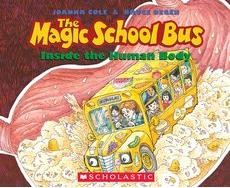 JOANNA COLE & BRUCE DEGEN
The
Magic School Bus
Inside the Human Body
SCHOLASTIC